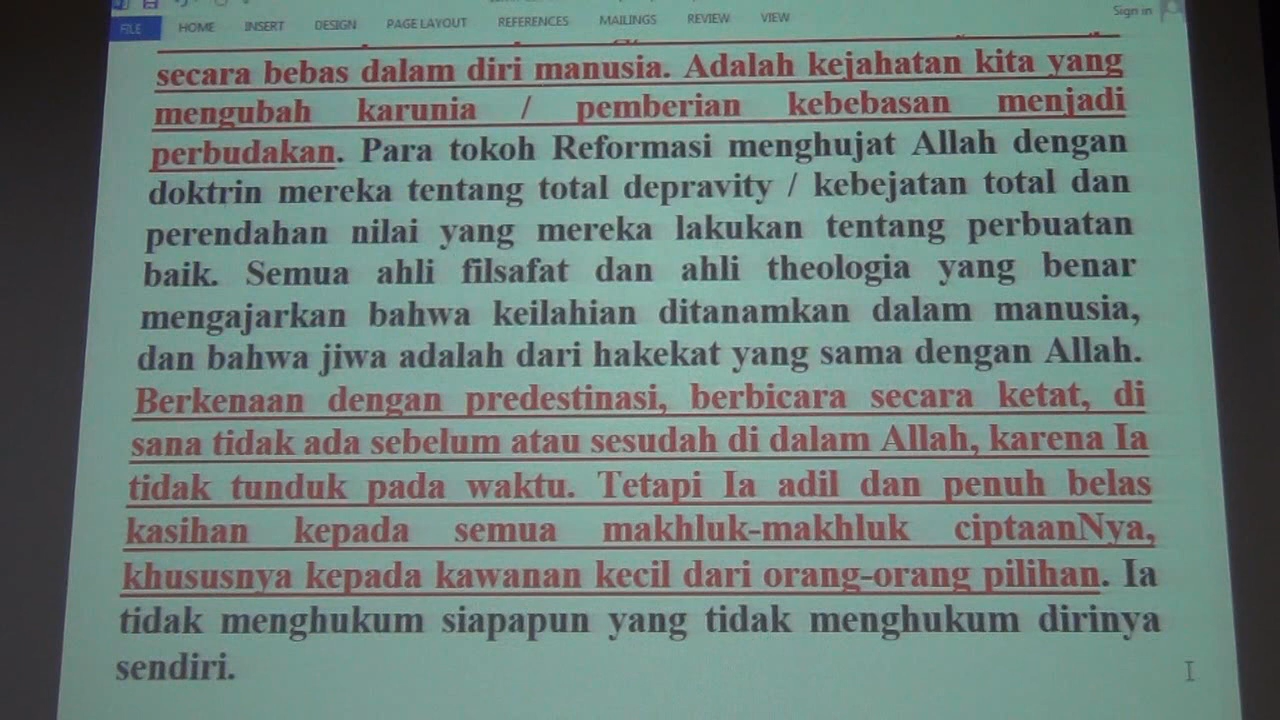 FILE HOME INSERT DESIGN PAGE LAYOUT REFERENCES MAILINGS REVIEW VIEW Sign in
secara bebas dalam diri manusia. Adalah kejahatan kita yang
mengubah karunia / pemberian kebebasan menjadi
perbudakan. Para tokoh Reformasi menghujat Allah dengan
doktrin mereka tentang total depravity / kebejatan total dan
perendahan nilai yang mereka lakukan tentang perbuatan
baik. Semua ahli filsafat dan ahli theologia yang benar
mengajarkan bahwa keilahian ditanamkan dalam manusia,
dan bahwa jiwa adalah dari hakekat yang sama dengan Allah.
Berkenaan dengan predestinasi, berbicara secara ketat, di
sana tidak ada sebelum atau sesudah di dalam Allah, karena Ia
tidak tunduk pada waktu. Tetapi Ia adil dan penuh belas
kasihan kepada semua makhluk-makhluk ciptaanNya,
khususnya kepada kawanan kecil dari orang-orang pilihan. Ia
tidak menghukum siapapun yang tidak menghukum dirinya
sendiri.